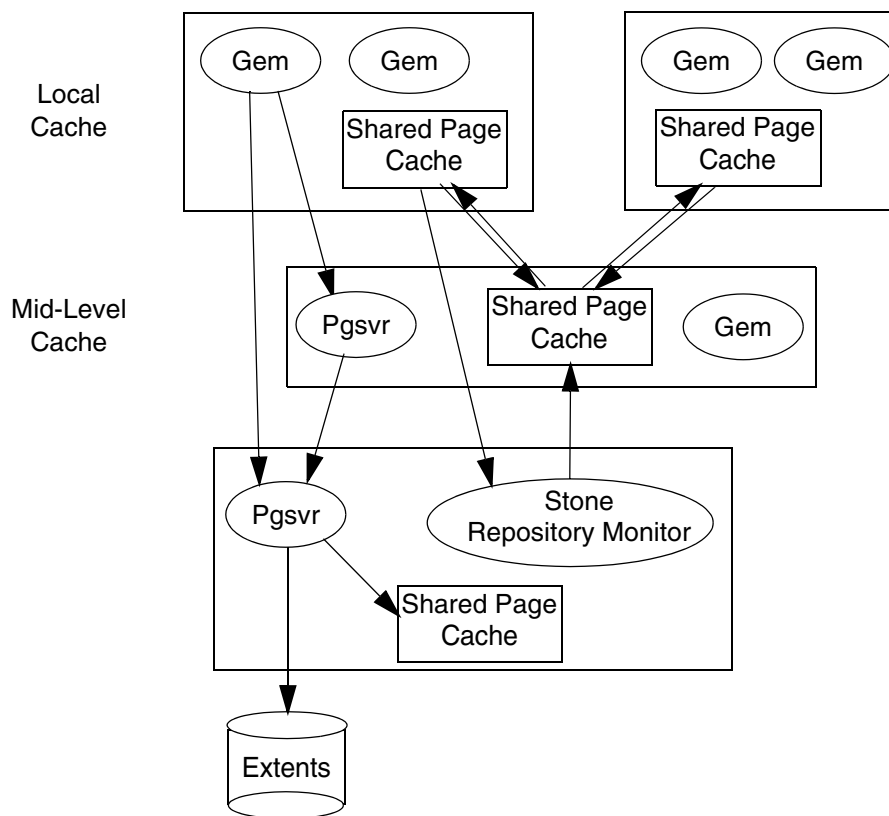 Gem
Gem
Gem
Gem
Local
Cache
Shared Page
Cache
Shared Page
Cache
Mid-Level
Cache
Pgsvr
Shared Page
Cache
Gem
Pgsvr
Stone
Repository Monitor
Shared Page
Cache
Extents